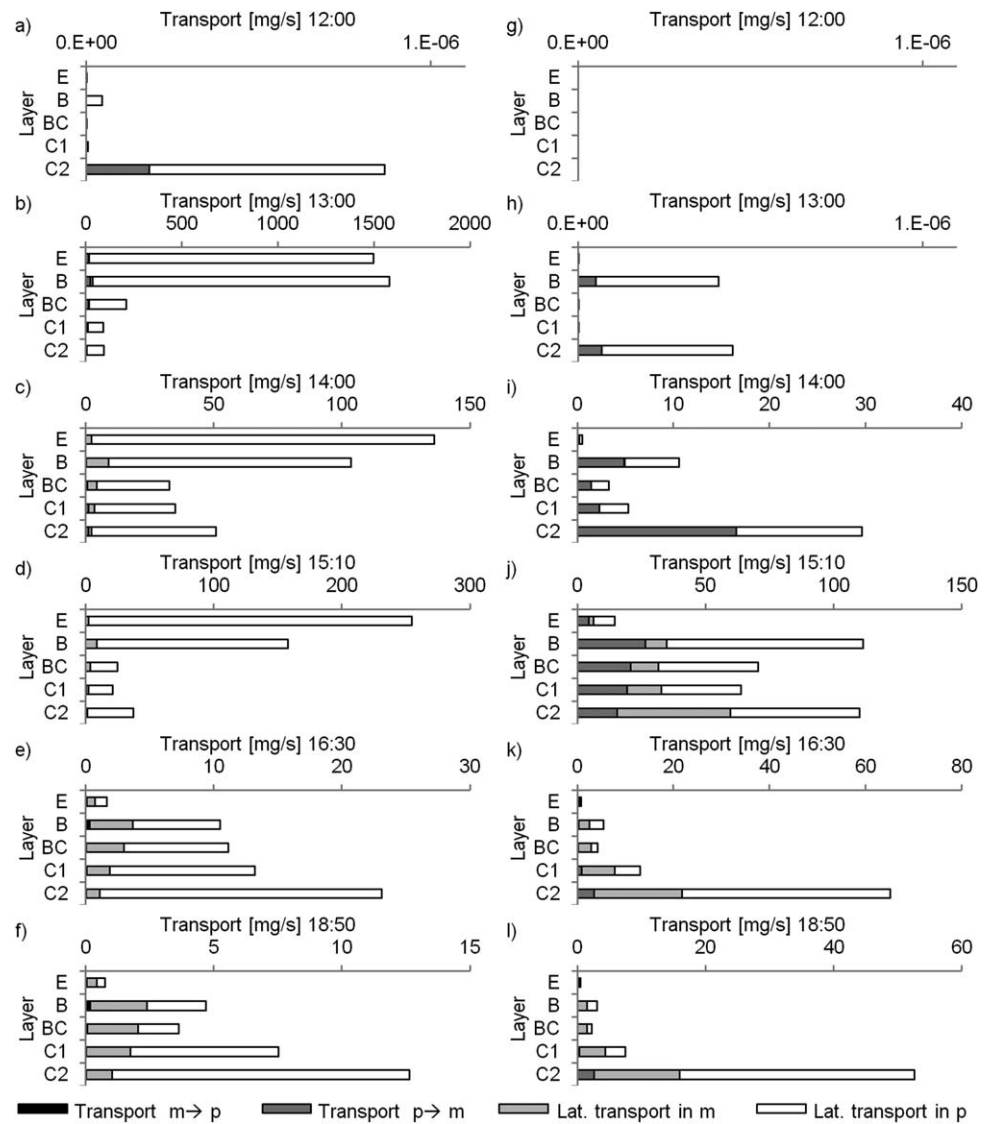 a) Transport [mg/s] 12:00
0.E+00 1.E-06
Layer
E
B
BC
C1
C2
b) Transport [mg/s] 13:00
0 500 1000 1500 2000
Layer
E
B
BC
C1
C2
c) Transport [mg/s] 14:00
0 50 100 150
Layer
E
B
BC
C1
C2
d) Transport [mg/s] 15:10
0 100 200 300
Layer
E
B
BC
C1
C2
e) Transport [mg/s] 16:30
0 10 20 30
Layer
E
B
BC
C1
C2
f) Transport [mg/s] 18:50
0 5 10 15
Layer
E
B
BC
C1
C2
g) Transport [mg/s] 12:00
0.E+00 1.E-06
Layer
E
B
BC
C1
C2
h) Transport [mg/s] 13:00
0.E+00 1.E-06
Layer
E
B
BC
C1
C2
i) Transport [mg/s] 14:00
0 10 20 30 40
Layer
E
B
BC
C1
C2
j) Transport [mg/s] 15:10
0 50 100 150
Layer
E
B
BC
C1
C2
k) Transport [mg/s] 16:30
0 20 40 60 80
Layer
E
B
BC
C1
C2
l) Transport [mg/s] 18:50
0 20 40 60
Layer
E
B
BC
C1
C2
Transport m→ p Transport p→ m Lat. transport in m Lat. transport in p